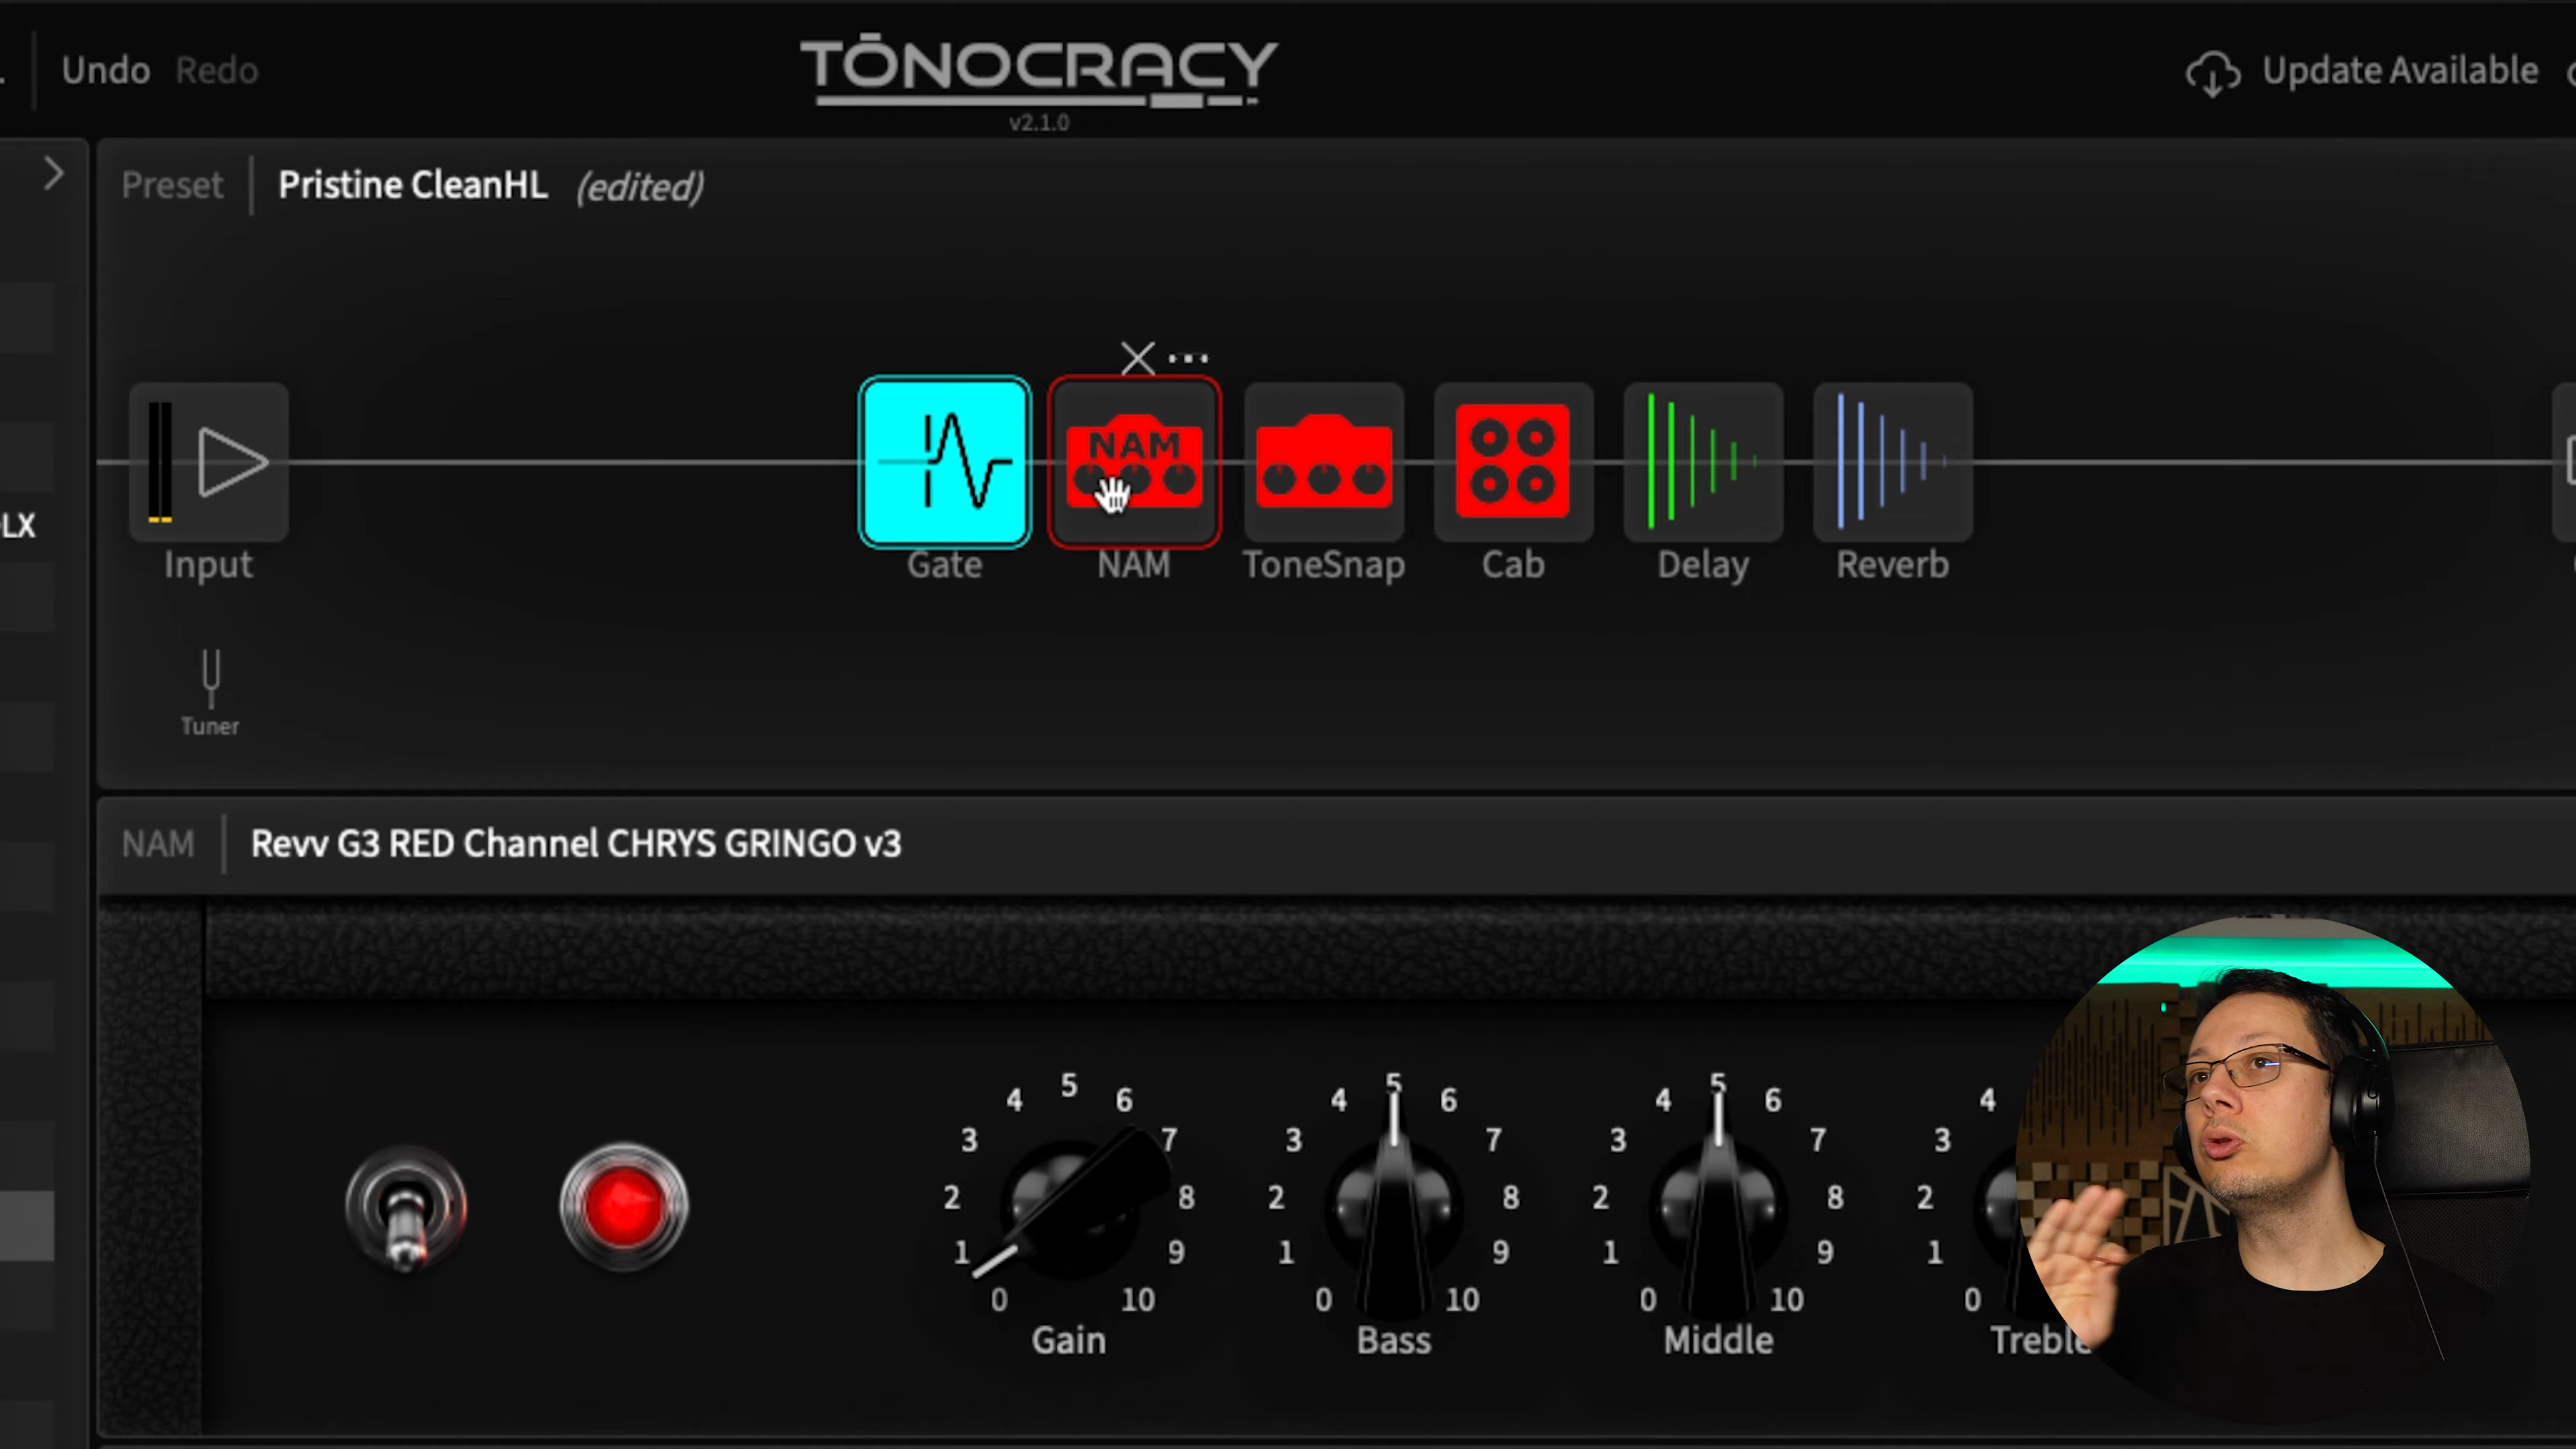 Undo
Redo
TŌNOCRACY
v2.1.0
Update Available
Preset
Pristine CleanHL (edited)
LX
NAM
Input
Gate
NAM
ToneSnap
Cab
Delay
Reverb
Tuner
NAM
Revv G3 RED Channel CHRYS GRINGO v3
0 1 2 3 4 5 6 7 8 9 10
Gain
0 1 2 3 4 5 6 7 8 9 10
Bass
0 1 2 3 4 5 6 7 8 9 10
Middle
0 1 2 3 4
Treble